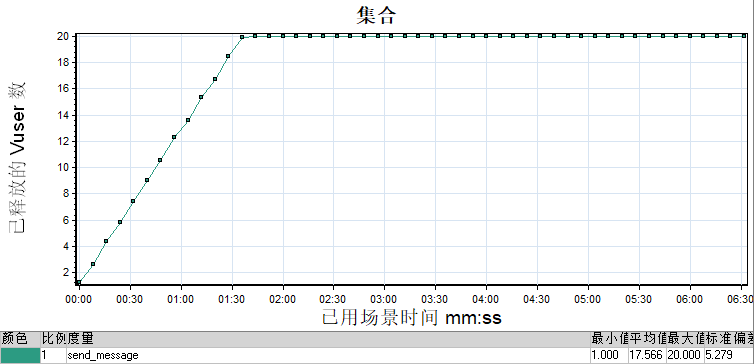 集合
已释放的 Vuser 数
20
18
16
14
12
10
8
6
4
2
00:00 00:30 01:00 01:30 02:00 02:30 03:00 03:30 04:00 04:30 05:00 05:30 06:00 06:30
已用场景时间 mm:ss
颜色 比例度量 最小值平均值最大值标准偏差
1 send_message 1.000 17.566 20.000 5.279